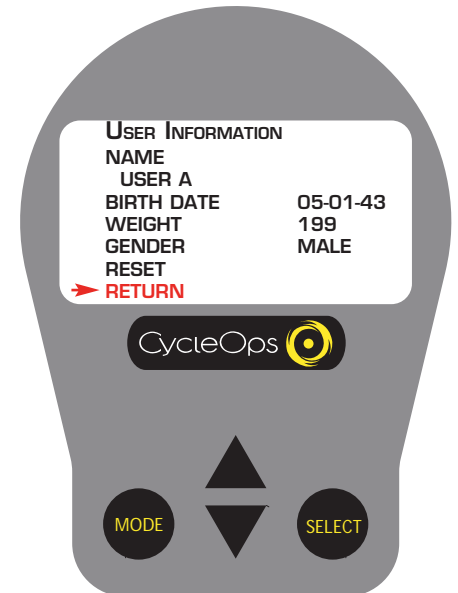 USER INFORMATION
NAME
USER A
BIRTH DATE 05-01-43
WEIGHT 199
GENDER MALE
RESET
RETURN
CycleOps
MODE
SELECT